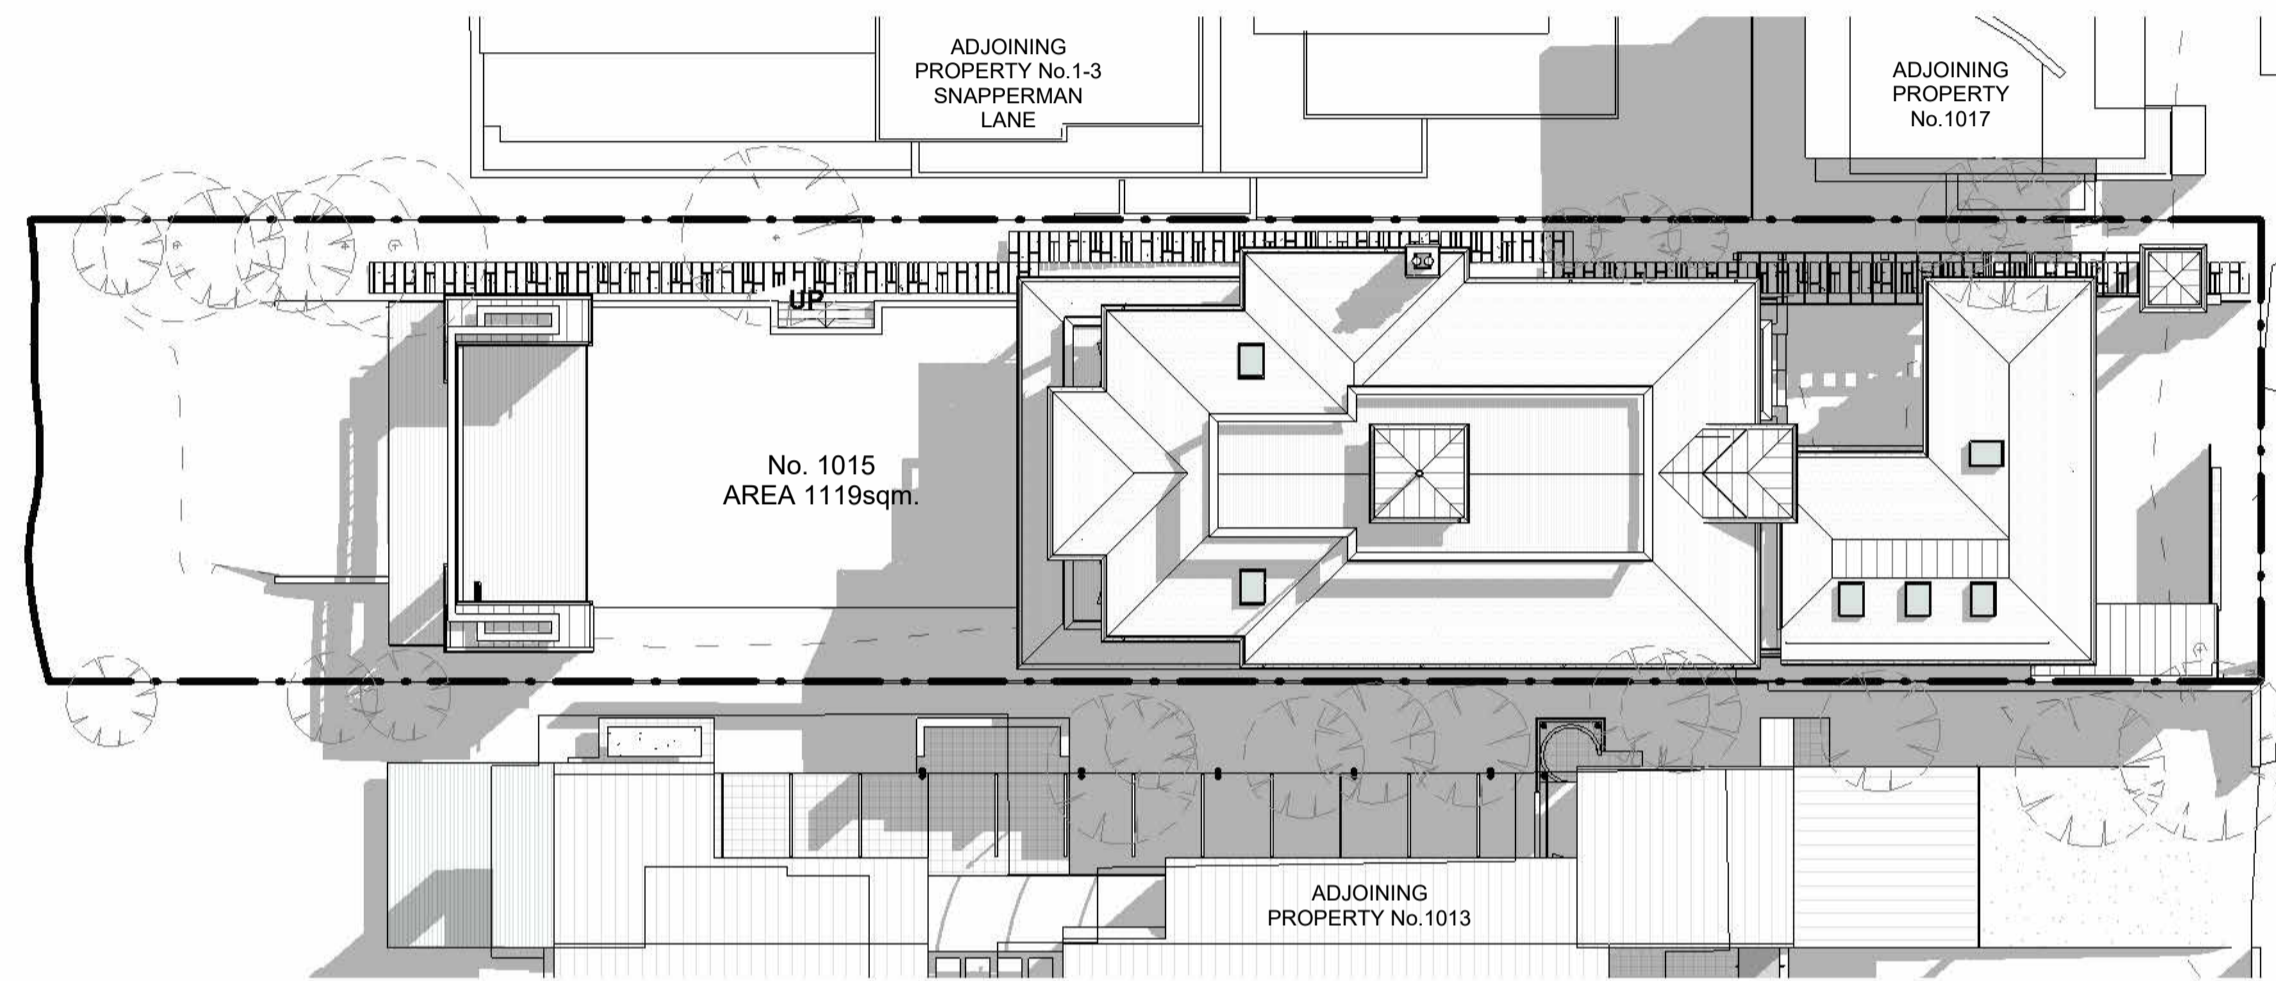 ADJOINING
PROPERTY No.1-3
SNAPPERMAN
LANE
ADJOINING
PROPERTY
No.1017
UP
No. 1015
AREA 1119sqm.
ADJOINING
PROPERTY No.1013